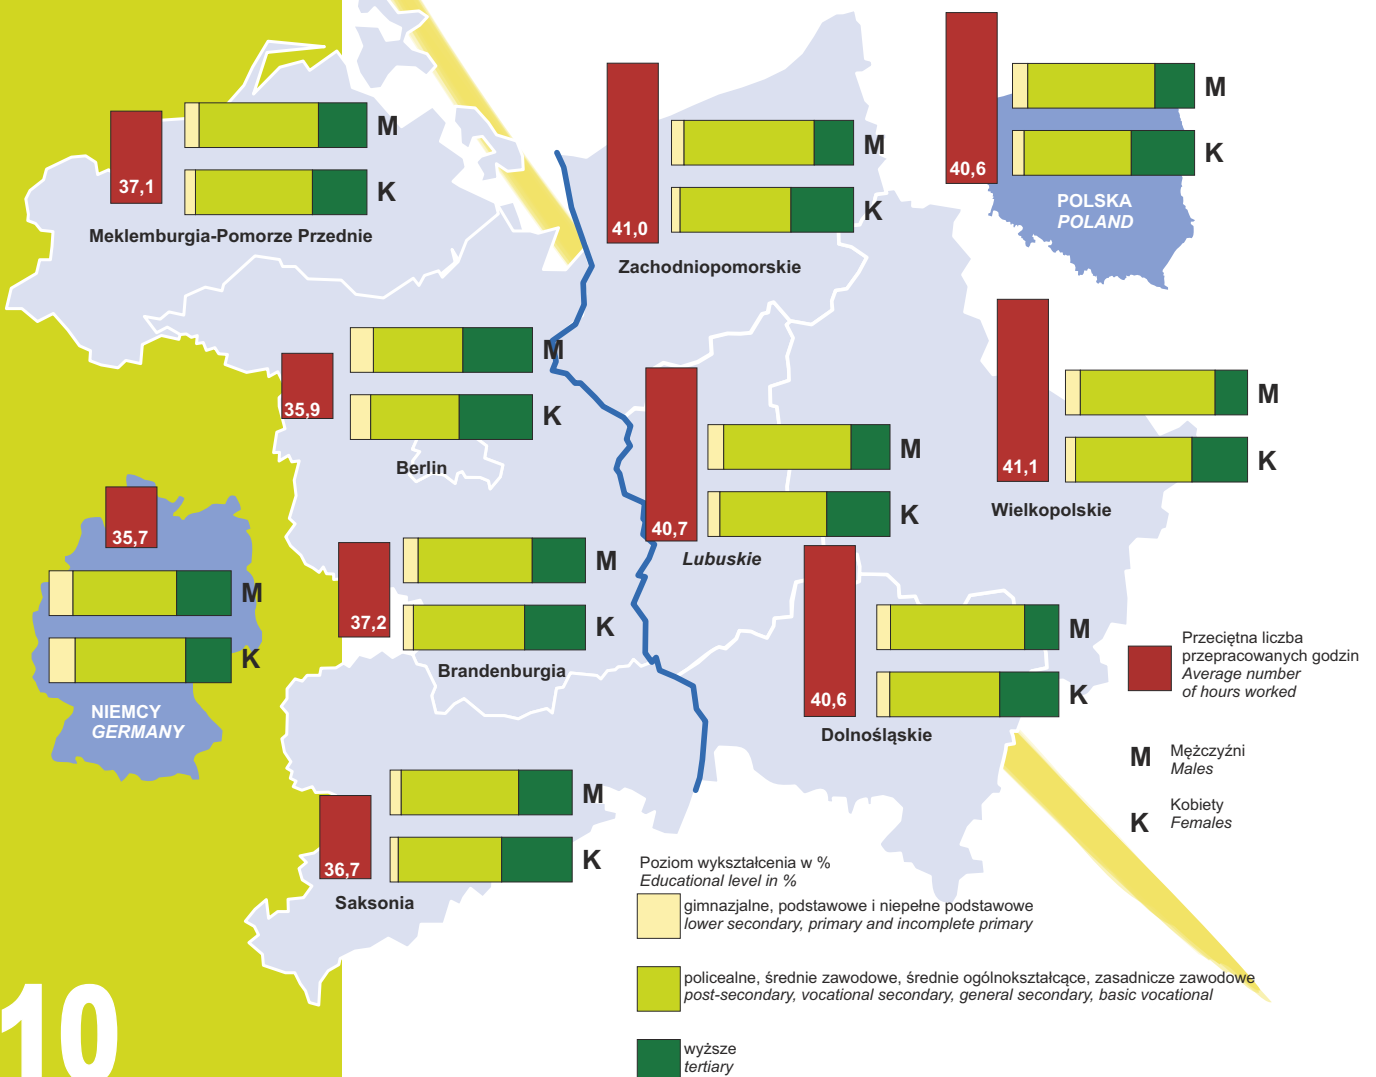 M
40,6
K
POLSKA
POLAND
M
37,1
K
Meklemburgia-Pomorze Przednie
M
41,0
K
Zachodniopomorskie
M
35,9
K
Berlin
M
41,1
K
Wielkopolskie
M
40,7
K
Lubuskie
35,7
M
K
NIEMCY
GERMANY
M
37,2
K
Brandenburgia
M
40,6
K
Dolnośląskie
M
36,7
K
Saksonia
Przeciętna liczba
przepracowanych godzin
Average number
of hours worked
M
Mężczyźni
Males
K
Kobiety
Females
Poziom wykształcenia w %
Educational level in %
gimnazjalne, podstawowe i niepełne podstawowe
lower secondary, primary and incomplete primary
policealne, średnie zawodowe, średnie ogólnokształcące, zasadnicze zawodowe
post-secondary, vocational secondary, general secondary, basic vocational
wyższe
tertiary
10